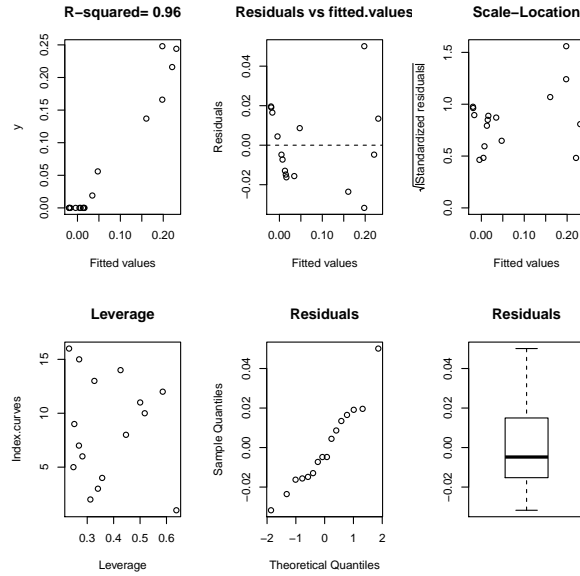 R−squared= 0.96
Residuals vs fitted.values
Scale−Location
y
0.00 0.05 0.10 0.15 0.20 0.25
0.00 0.10 0.20
Fitted values
Residuals
−0.02 0.00 0.02 0.04
0.00 0.10 0.20
Fitted values
√|Standardized residuals|
0.0 0.5 1.0 1.5
0.00 0.10 0.20
Fitted values
Leverage
Residuals
Residuals
Index.curves
5 10 15
0.3 0.4 0.5 0.6
Leverage
Sample Quantiles
−0.02 0.00 0.02 0.04
−2 −1 0 1 2
Theoretical Quantiles
−0.02 0.00 0.02 0.04